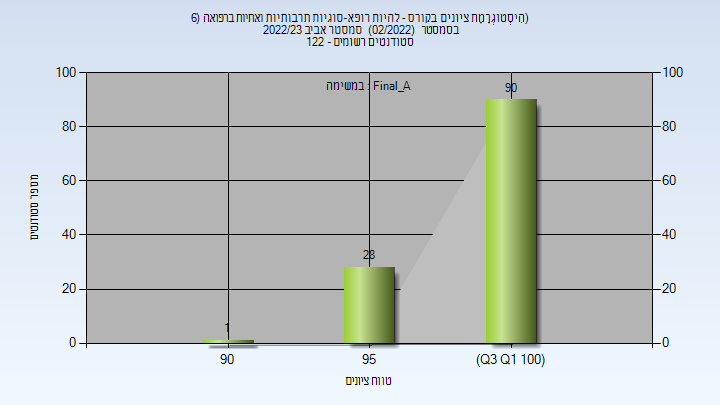 הִיסְטוֹגְרָמַת ציונים בקורס - להיות רופא-סוגיות תרבותיות ואתיות ברפואה (6)
בסמסטר (02/2022) סמסטר אביב 2022/23
סטודנטים רשומים - 122
במשימה : Final_A
מספר סטודנטים
100 100
80 80
60 60
40 40
20 20
0 0
1
28
90
90 95 (Q3 Q1 100)
טווח ציונים